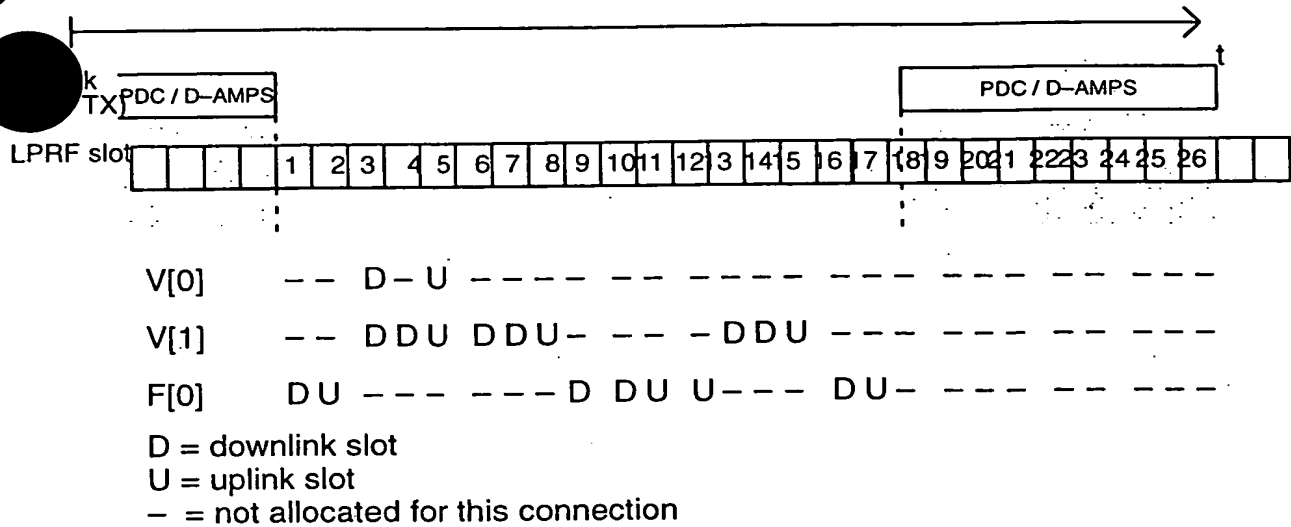 t
k
TX)
PDC / D–AMPS
PDC / D–AMPS
LPRF slot 1 2 3 4 5 6 7 8 9 10 11 12 13 14 15 16 17 18 19 20 21 22 23 24 25 26
V[0] – – D – U – – – – – – – – – – – – – – – – – – – – –
V[1] – – D D U D D U – – – – D D U – – – – – – – – – – –
F[0] D U – – – – – – D D U U – – – D U – – – – – – – – –
D = downlink slot
U = uplink slot
– = not allocated for this connection